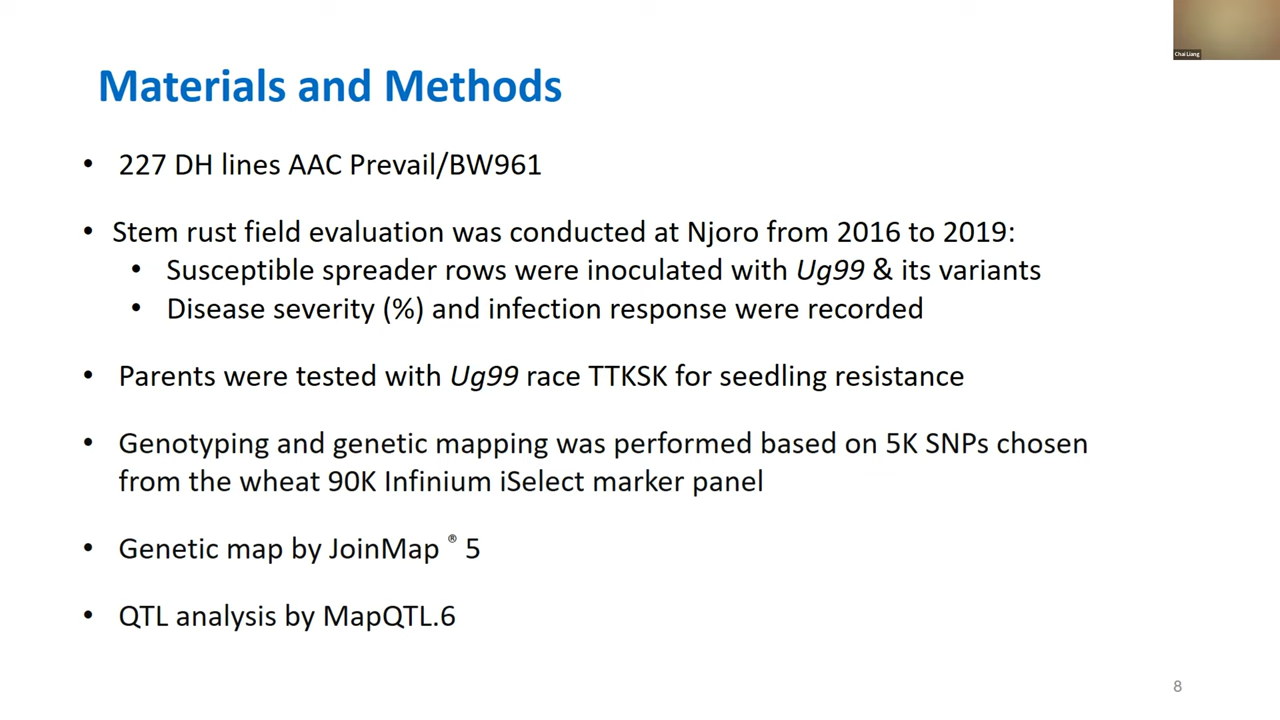 Chai Liang
Materials and Methods
• 227 DH lines AAC Prevail/BW961
• Stem rust field evaluation was conducted at Njoro from 2016 to 2019:
• Susceptible spreader rows were inoculated with Ug99 & its variants
• Disease severity (%) and infection response were recorded
• Parents were tested with Ug99 race TTKSK for seedling resistance
• Genotyping and genetic mapping was performed based on 5K SNPs chosen
from the wheat 90K Infinium iSelect marker panel
• Genetic map by JoinMap ® 5
• QTL analysis by MapQTL.6
8